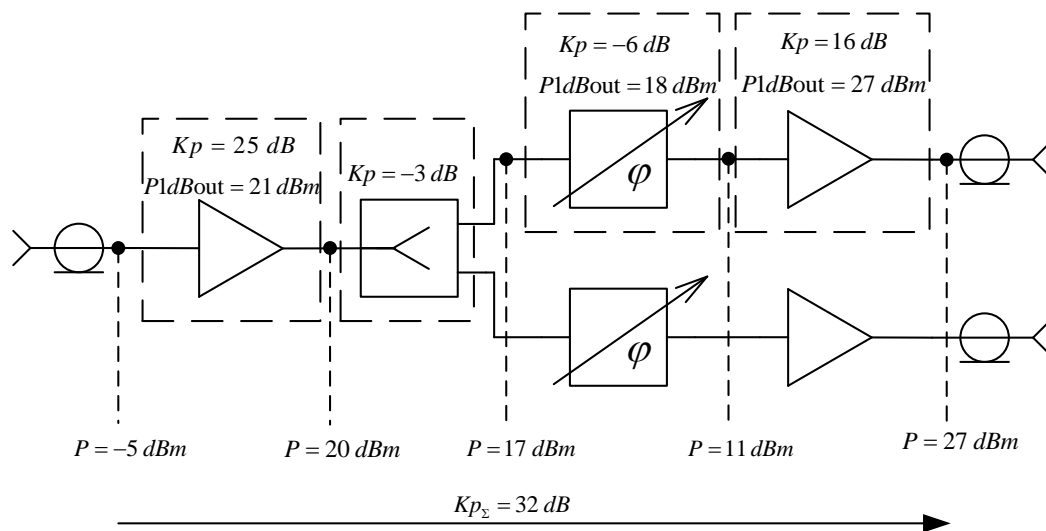 Kp = −6 dB
P1dBout = 18 dBm
φ
Kp = 16 dB
P1dBout = 27 dBm
Kp = 25 dB
P1dBout = 21 dBm
Kp = −3 dB
φ
P = −5 dBm
P = 20 dBm
P = 17 dBm
P = 11 dBm
P = 27 dBm
KpΣ = 32 dB